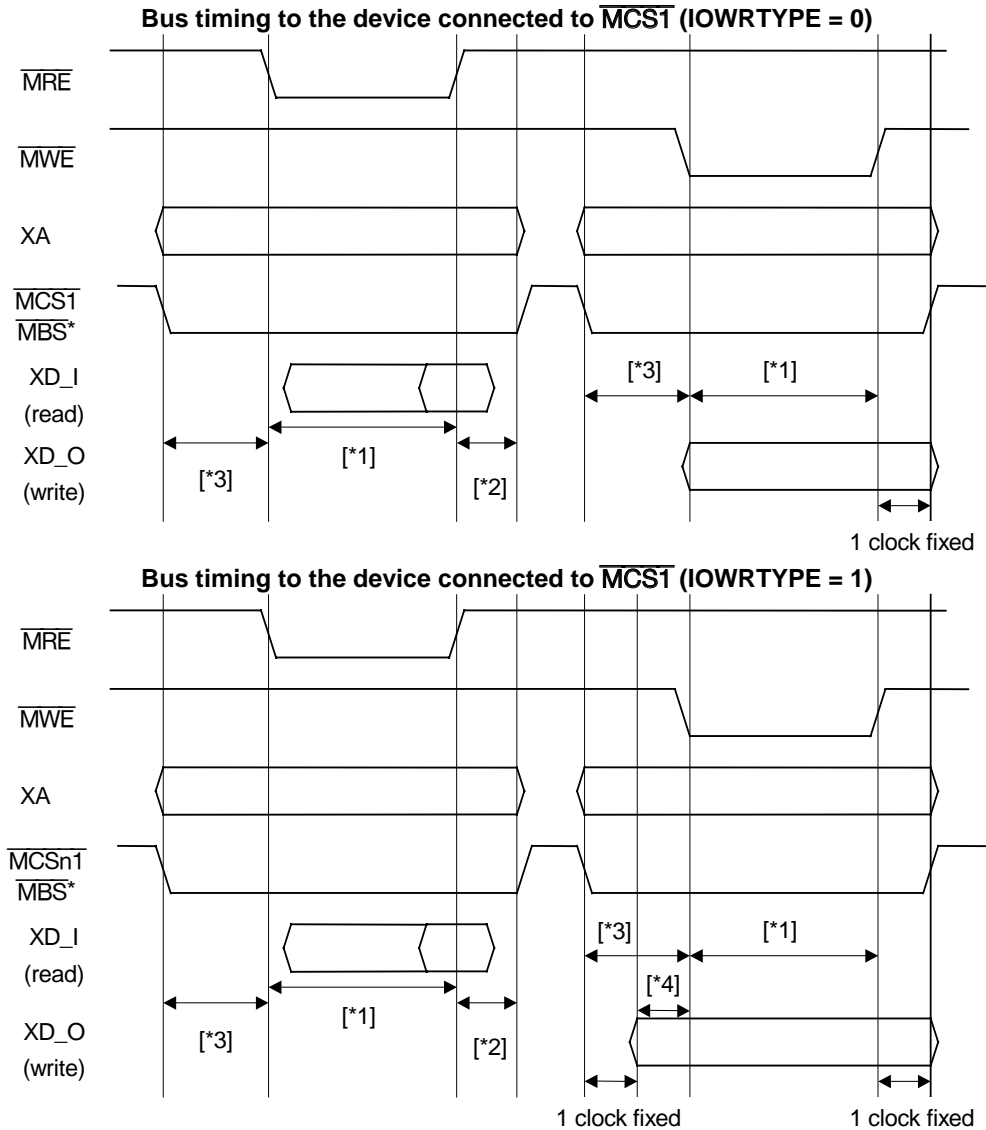 Bus timing to the device connected to MCS1 (IOWRTYPE = 0)
MRE
MWE
XA
MCS1
MBS*
XD_I
(read)
XD_O
(write)
[*3]
[*1]
[*2]
[*3]
[*1]
1 clock fixed
Bus timing to the device connected to MCS1 (IOWRTYPE = 1)
MRE
MWE
XA
MCSn1
MBS*
XD_I
(read)
XD_O
(write)
[*3]
[*1]
[*2]
[*3]
[*1]
[*4]
1 clock fixed
1 clock fixed